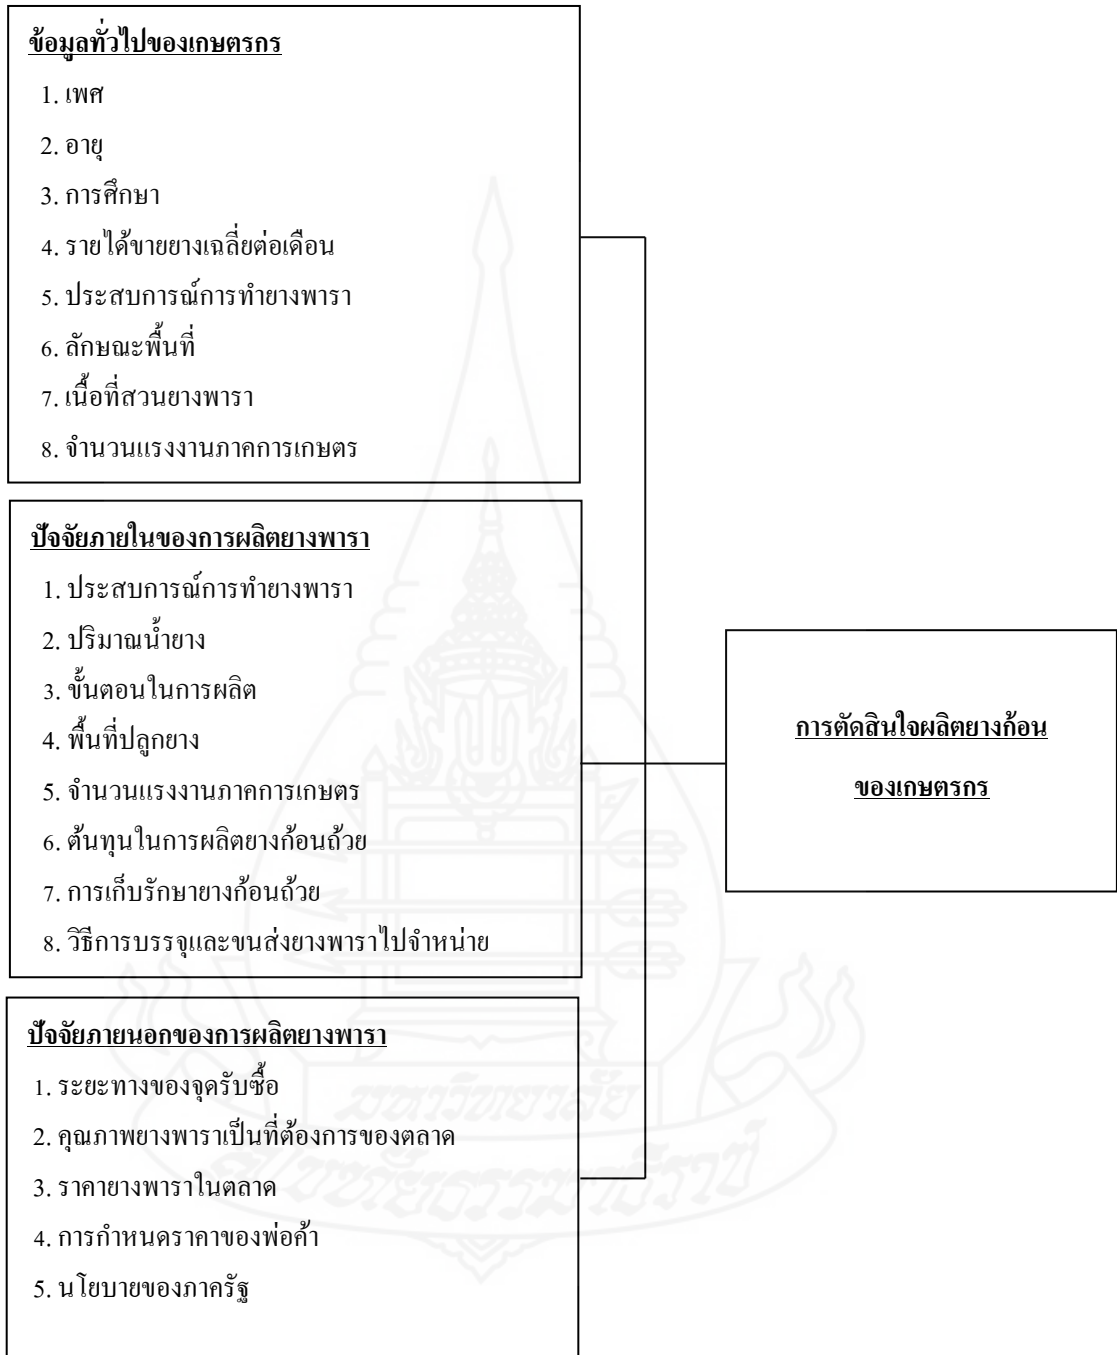 ข้อมูลทั่วไปของเกษตรกร
1. เพศ
2. อายุ
3. การศึกษา
4. รายได้ขายยางเฉลี่ยต่อเดือน
5. ประสบการณ์การทำยางพารา
6. ลักษณะพื้นที่
7. เนื้อที่สวนยางพารา
8. จำนวนแรงงานภาคการเกษตร
ปัจจัยภายในของการผลิตยางพารา
1. ประสบการณ์การทำยางพารา
2. ปริมาณน้ำยาง
3. ขั้นตอนในการผลิต
4. พื้นที่ปลูกยาง
5. จำนวนแรงงานภาคการเกษตร
6. ต้นทุนในการผลิตยางก้อนถ้วย
7. การเก็บรักษายางก้อนถ้วย
8. วิธีการบรรจุและขนส่งยางพาราไปจำหน่าย
ปัจจัยภายนอกของการผลิตยางพารา
1. ระยะทางของจุดรับซื้อ
2. คุณภาพยางพาราเป็นที่ต้องการของตลาด
3. ราคายางพาราในตลาด
4. การกำหนดราคาของพ่อค้า
5. นโยบายของภาครัฐ
การตัดสินใจผลิตยางก้อน
ของเกษตรกร
มหาวิทยาลัย
สุโขทัยธรรมาธิราช